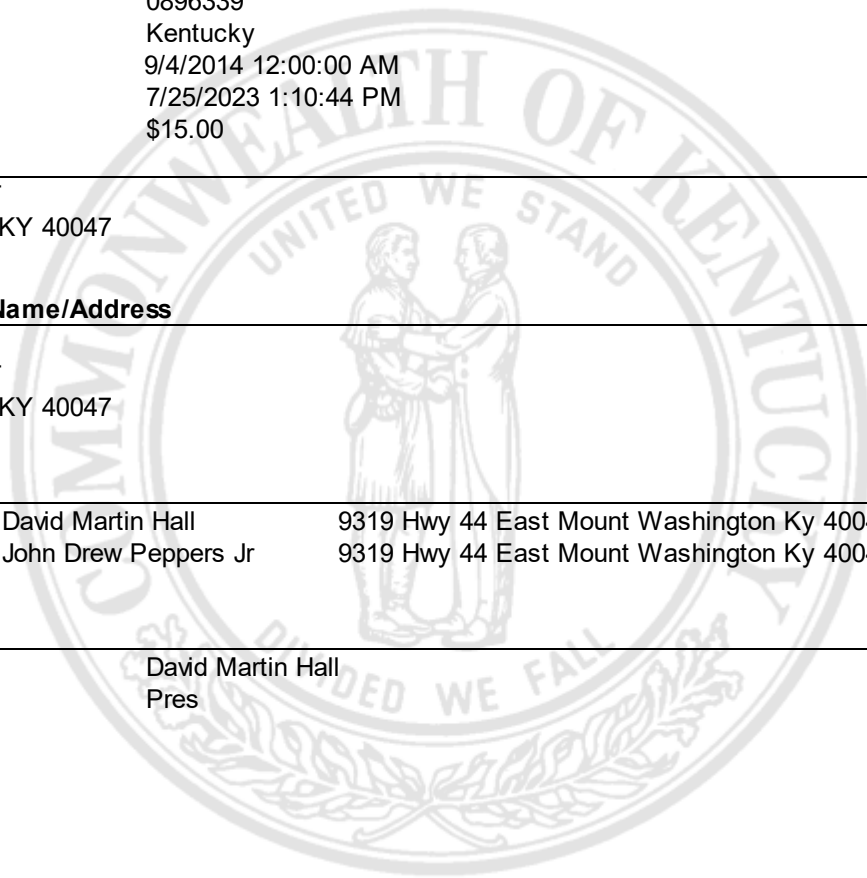 0896339
Kentucky
9/4/2014 12:00:00 AM
7/25/2023 1:10:44 PM
$15.00
KY 40047
Name/Address
KY 40047
David Martin Hall 9319 Hwy 44 East Mount Washington Ky 4004
John Drew Peppers Jr 9319 Hwy 44 East Mount Washington Ky 4004
David Martin Hall
Pres
COMMONWEALTH OF KENTUCKY
UNITED WE STAND
DIVIDED WE FALL